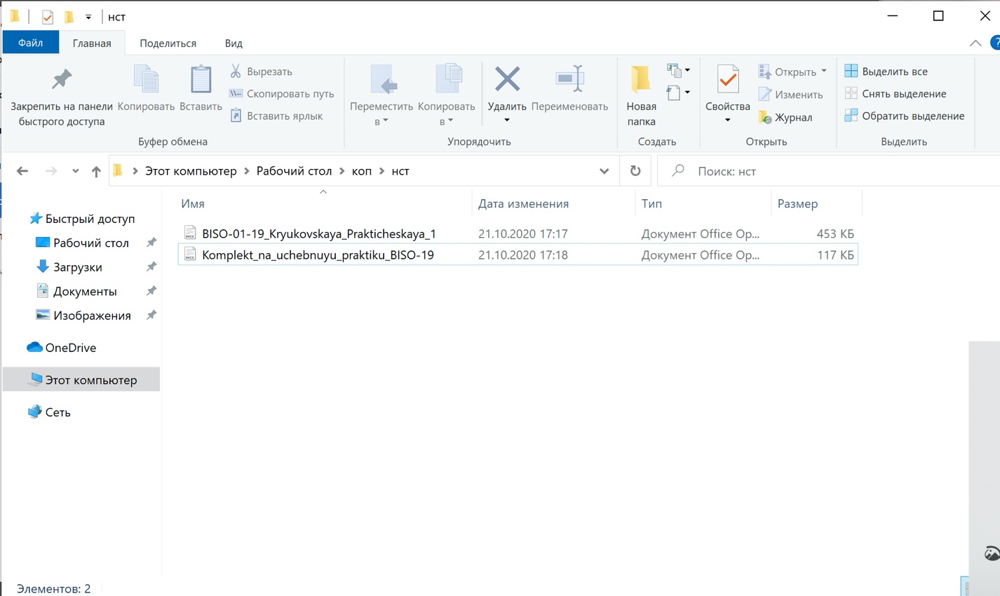 нст
Файл Главная Поделиться Вид
Закрепить на панели быстрого доступа
Копировать
Вставить
Вырезать
Скопировать путь
Вставить ярлык
Буфер обмена
Переместить в
Копировать в
Удалить
Переименовать
Упорядочить
Новая папка
Создать
Свойства
Открыть
Изменить
Журнал
Открыть
Выделить все
Снять выделение
Обратить выделение
Выделить
Этот компьютер > Рабочий стол > коп > нст
Поиск: нст
Быстрый доступ
Рабочий стол
Загрузки
Документы
Изображения
OneDrive
Этот компьютер
Сеть
Имя Дата изменения Тип Размер
BISO-01-19_Kryukovskaya_Prakticheskaya_1 21.10.2020 17:17 Документ Office Op... 453 КБ
Komplekt_na_uchebnuyu_praktiku_BISO-19 21.10.2020 17:18 Документ Office Op... 117 КБ
Элементов: 2